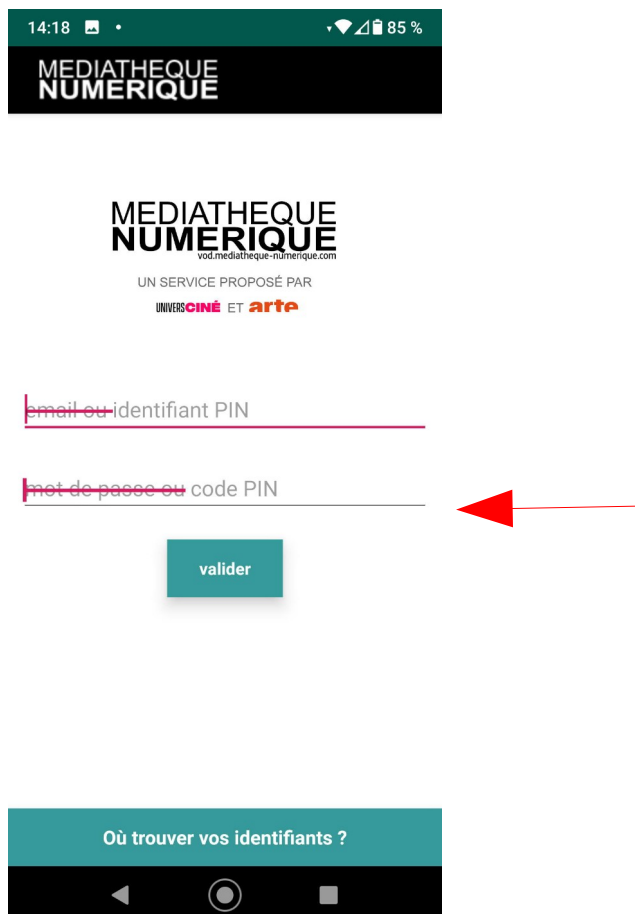 14:18 85 %
MEDIATHEQUE
NUMERIQUE
MEDIATHEQUE
NUMERIQUE
vod.mediatheque-numerique.com
UN SERVICE PROPOSÉ PAR
UNIVERSCINÉ ET arte
email ou identifiant PIN
mot de passe ou code PIN
valider
Où trouver vos identifiants ?